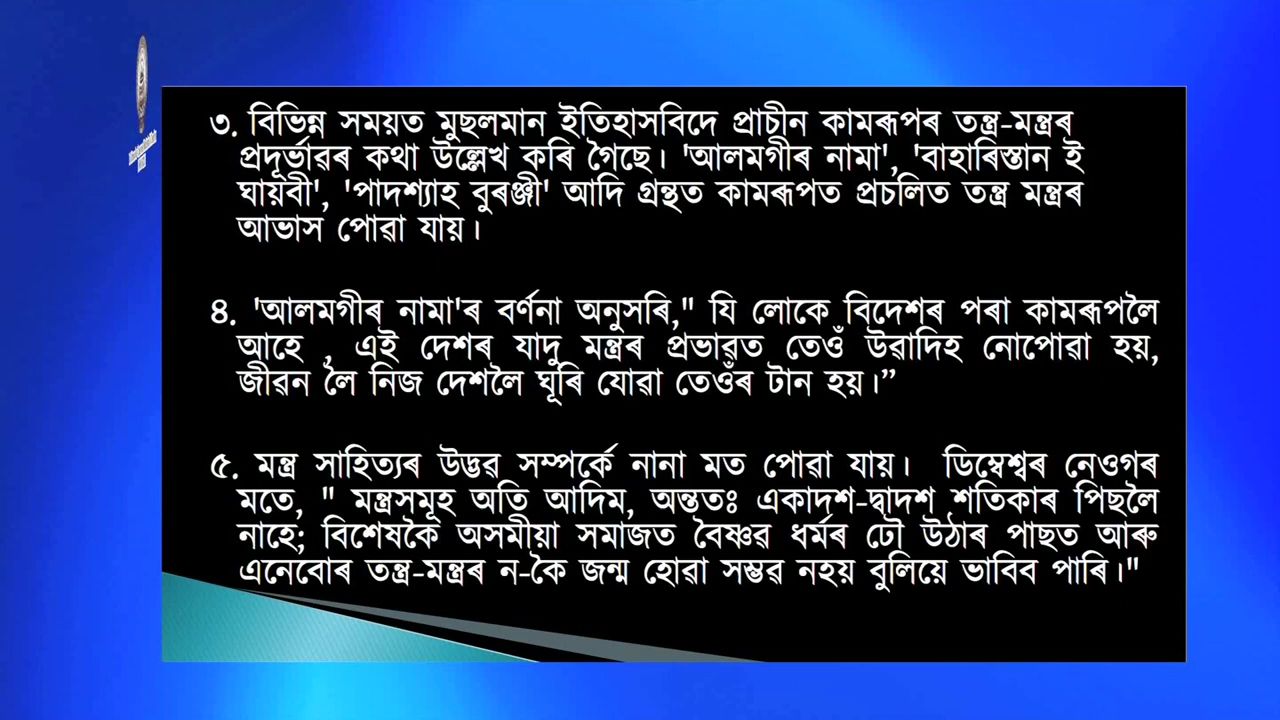 ৩. বিভিন্ন সময়ত মুছলমান ইতিহাসবিদে প্ৰাচীন কামৰূপৰ তন্ত্ৰ-মন্ত্ৰৰ
প্ৰদূৰ্ভাৱৰ কথা উল্লেখ কৰি গৈছে। 'আলমগীৰ নামা', 'বাহাৰিস্তান ই
ঘায়বী', 'পাদশ্যাহ বুৰঞ্জী' আদি গ্ৰন্থত কামৰূপত প্ৰচলিত তন্ত্ৰ মন্ত্ৰৰ
আভাস পোৱা যায়।
৪. 'আলমগীৰ নামা'ৰ বৰ্ণনা অনুসৰি," যি লোকে বিদেশৰ পৰা কামৰূপলৈ
আহে , এই দেশৰ যাদু মন্ত্ৰৰ প্ৰভাৱত তেওঁ উৱাদিহ নোপোৱা হয়,
জীৱন লৈ নিজ দেশলৈ ঘূৰি যোৱা তেওঁৰ টান হয়।”
৫. মন্ত্ৰ সাহিত্যৰ উদ্ভৱ সম্পৰ্কে নানা মত পোৱা যায়। ডিম্বেশ্বৰ নেওগৰ
মতে, " মন্ত্ৰসমূহ অতি আদিম, অন্ততঃ একাদশ-দ্বাদশ শতিকাৰ পিছলৈ
নাহে; বিশেষকৈ অসমীয়া সমাজত বৈষ্ণৱ ধৰ্মৰ ঢৌ উঠাৰ পাছত আৰু
এনেবোৰ তন্ত্ৰ-মন্ত্ৰৰ ন-কৈ জন্ম হোৱা সম্ভৱ নহয় বুলিয়ে ভাবিব পাৰি।"